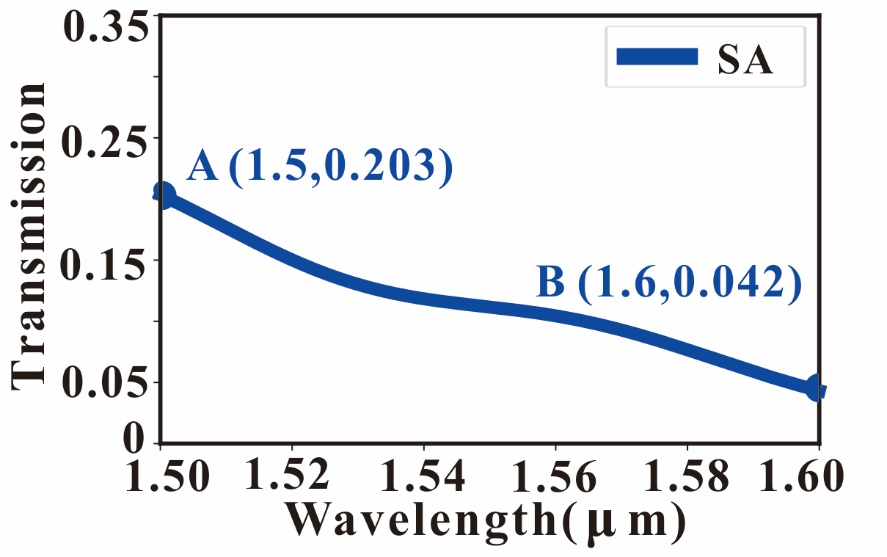 0.35
SA
0.25
A (1.5,0.203)
Transmission
0.15
B (1.6,0.042)
0.05
0
1.50 1.52 1.54 1.56 1.58 1.60
Wavelength(μ m)